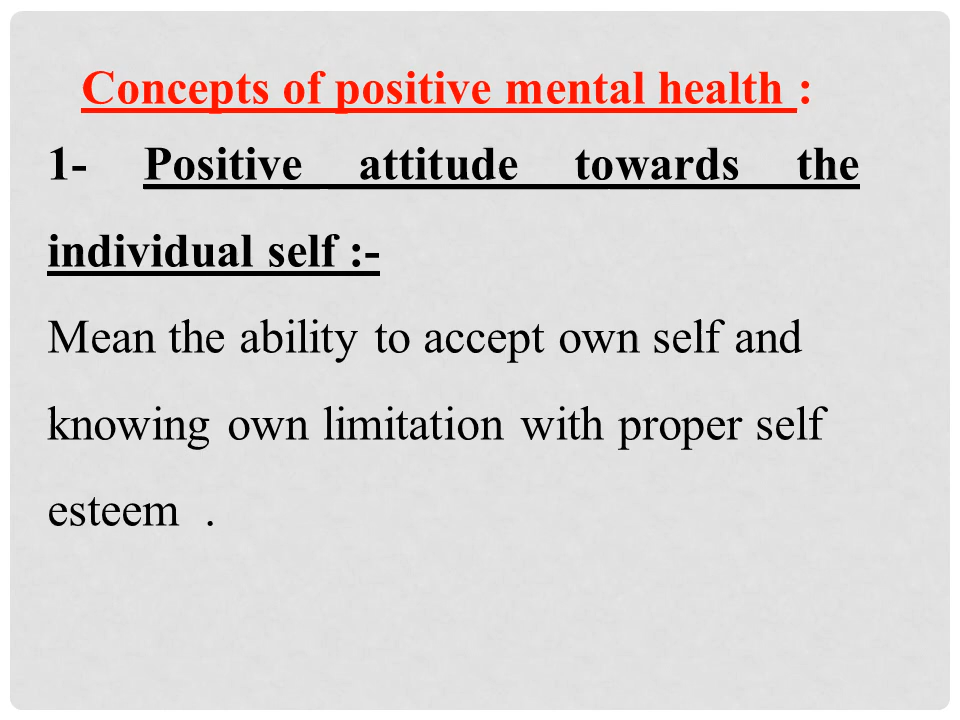 Concepts of positive mental health :
1- Positive attitude towards the
individual self :-
Mean the ability to accept own self and
knowing own limitation with proper self
esteem .